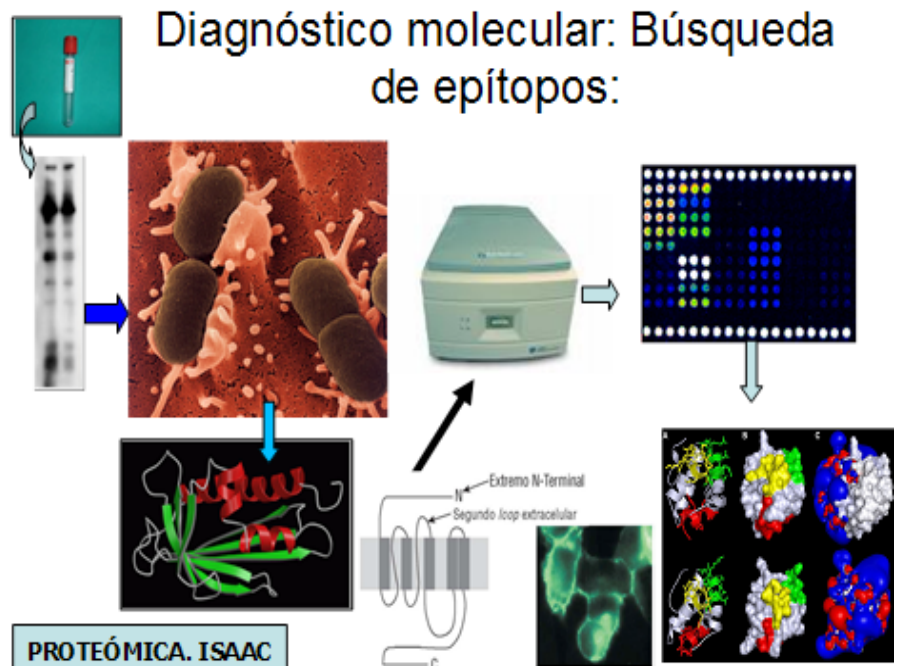 Diagnóstico molecular: Búsqueda
de epítopos:
A B C
N
Extremo N-Terminal
Segundo loop extracelular
C
PROTEÓMICA. ISAAC